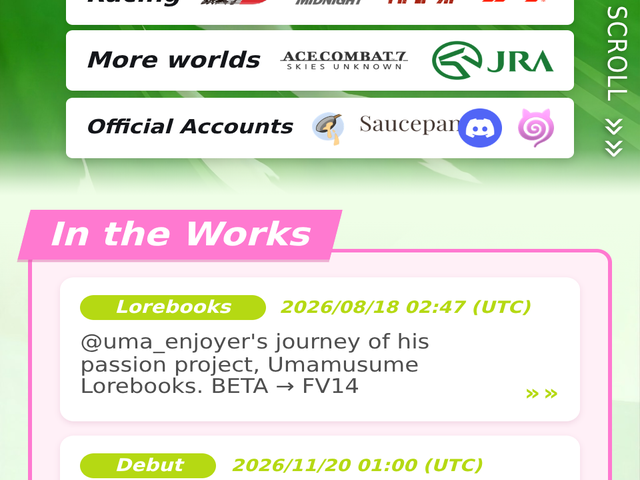 Racing
MIDNIGHT
More worlds
ACE COMBAT 7
SKIES UNKNOWN
JRA
Official Accounts
Saucepan
SCROLL
In the Works
Lorebooks
2026/08/18 02:47 (UTC)
@uma_enjoyer's journey of his
passion project, Umamusume
Lorebooks. BETA → FV14
»»
Debut
2026/11/20 01:00 (UTC)